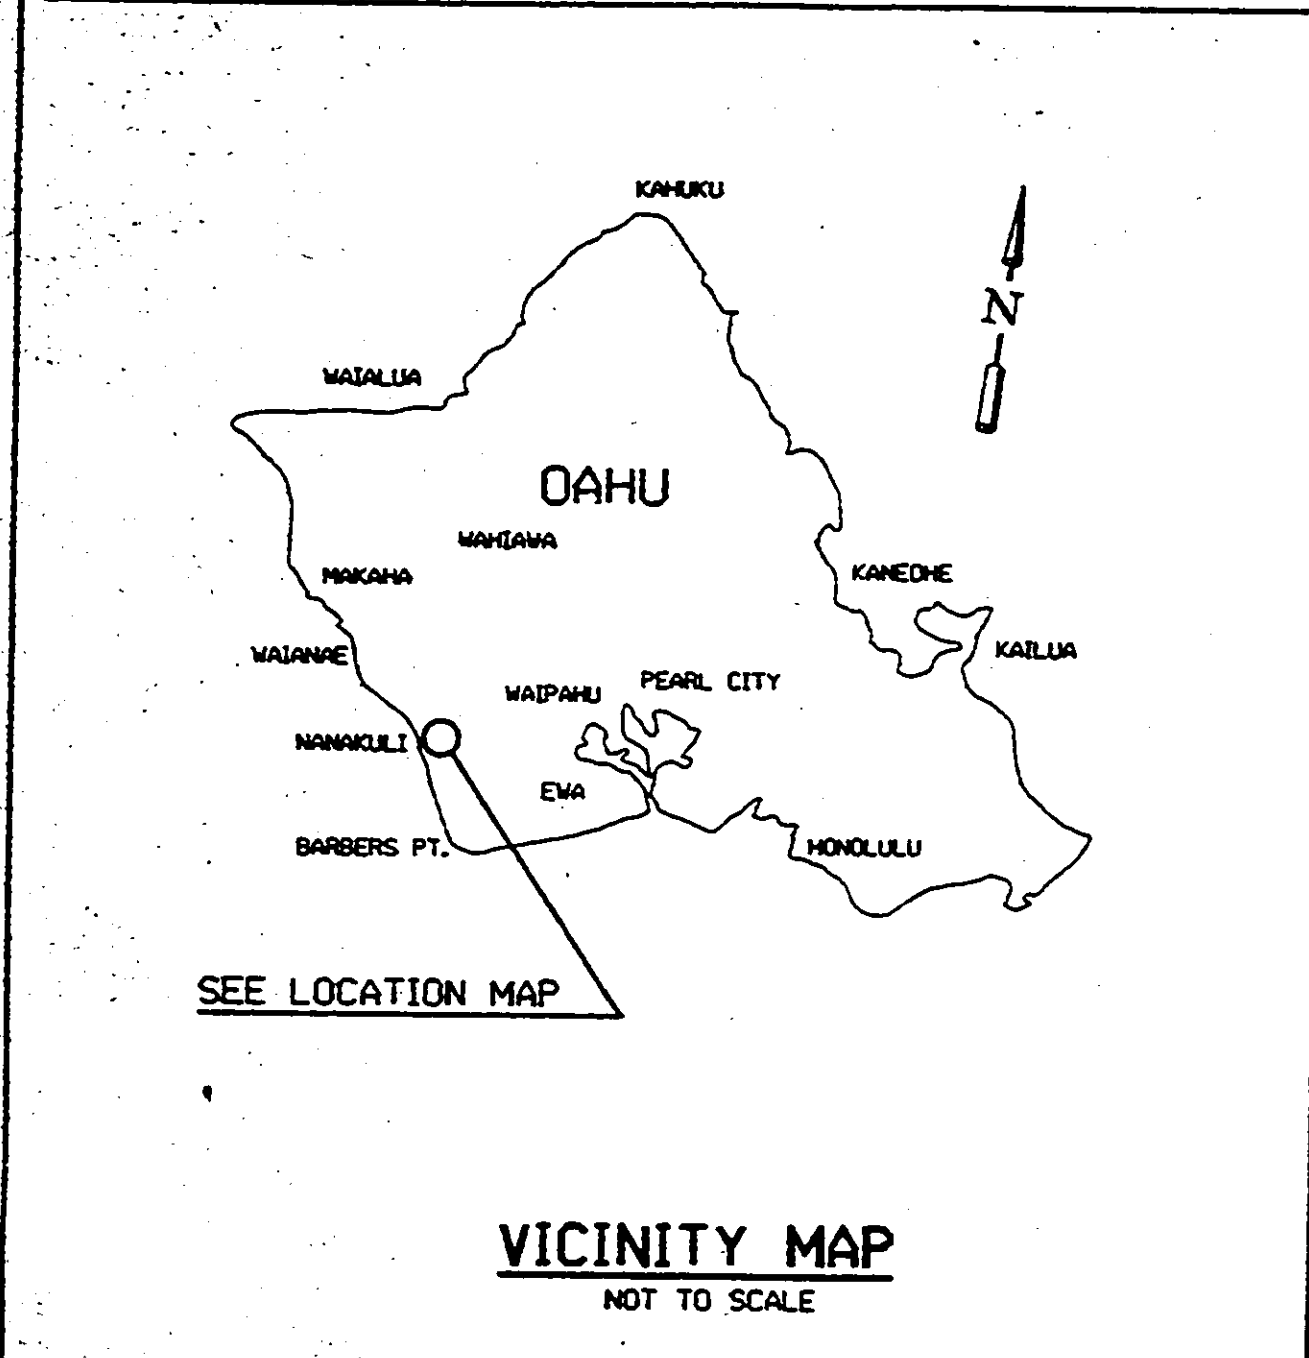 KAHUKU
N
WAIALUA
OAHU
WAHIAWA
MAKAHA
KANEOHE
WAIANAE
KAILUA
WAIPAHU
PEARL CITY
NANAKULI
EWA
BARBERS PT.
HONOLULU
SEE LOCATION MAP
VICINITY MAP
NOT TO SCALE